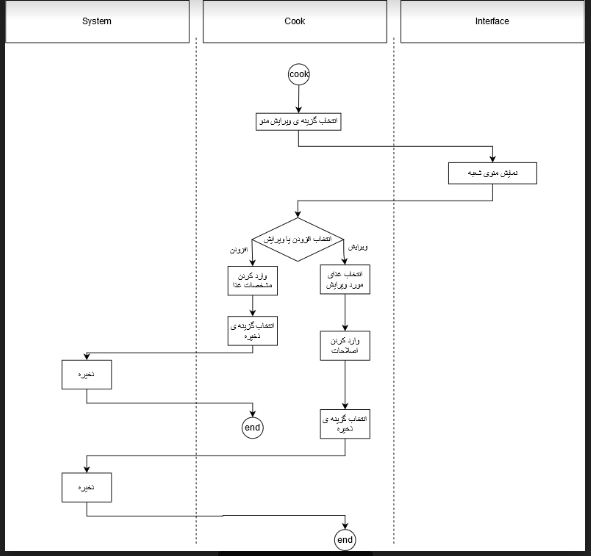 System
Cook
Interface
cook
انتخاب گزینه ی ویرایش منو
نمایش منوی شعبه
انتخاب افزودن یا ویرایش
افزودن
ویرایش
وارد کردن
مشخصات غذا
انتخاب غذای
مورد ویرایش
انتخاب گزینه ی
ذخیره
وارد کردن
اصلاحات
ذخیره
end
انتخاب گزینه ی
ذخیره
ذخیره
end